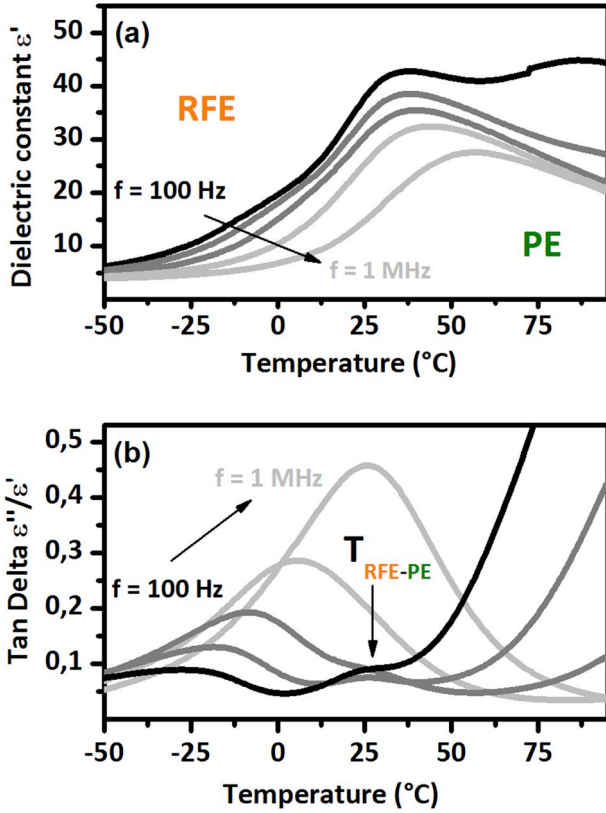 (a)
55
50
40
30
20
10
Dielectric constant ε'
RFE
f = 100 Hz
PE
f = 1 MHz
-50 -25 0 25 50 75
Temperature (°C)
(b)
0,5
0,4
0,3
0,2
0,1
Tan Delta ε''/ε'
f = 1 MHz
f = 100 Hz
T RFE-PE
-50 -25 0 25 50 75
Temperature (°C)